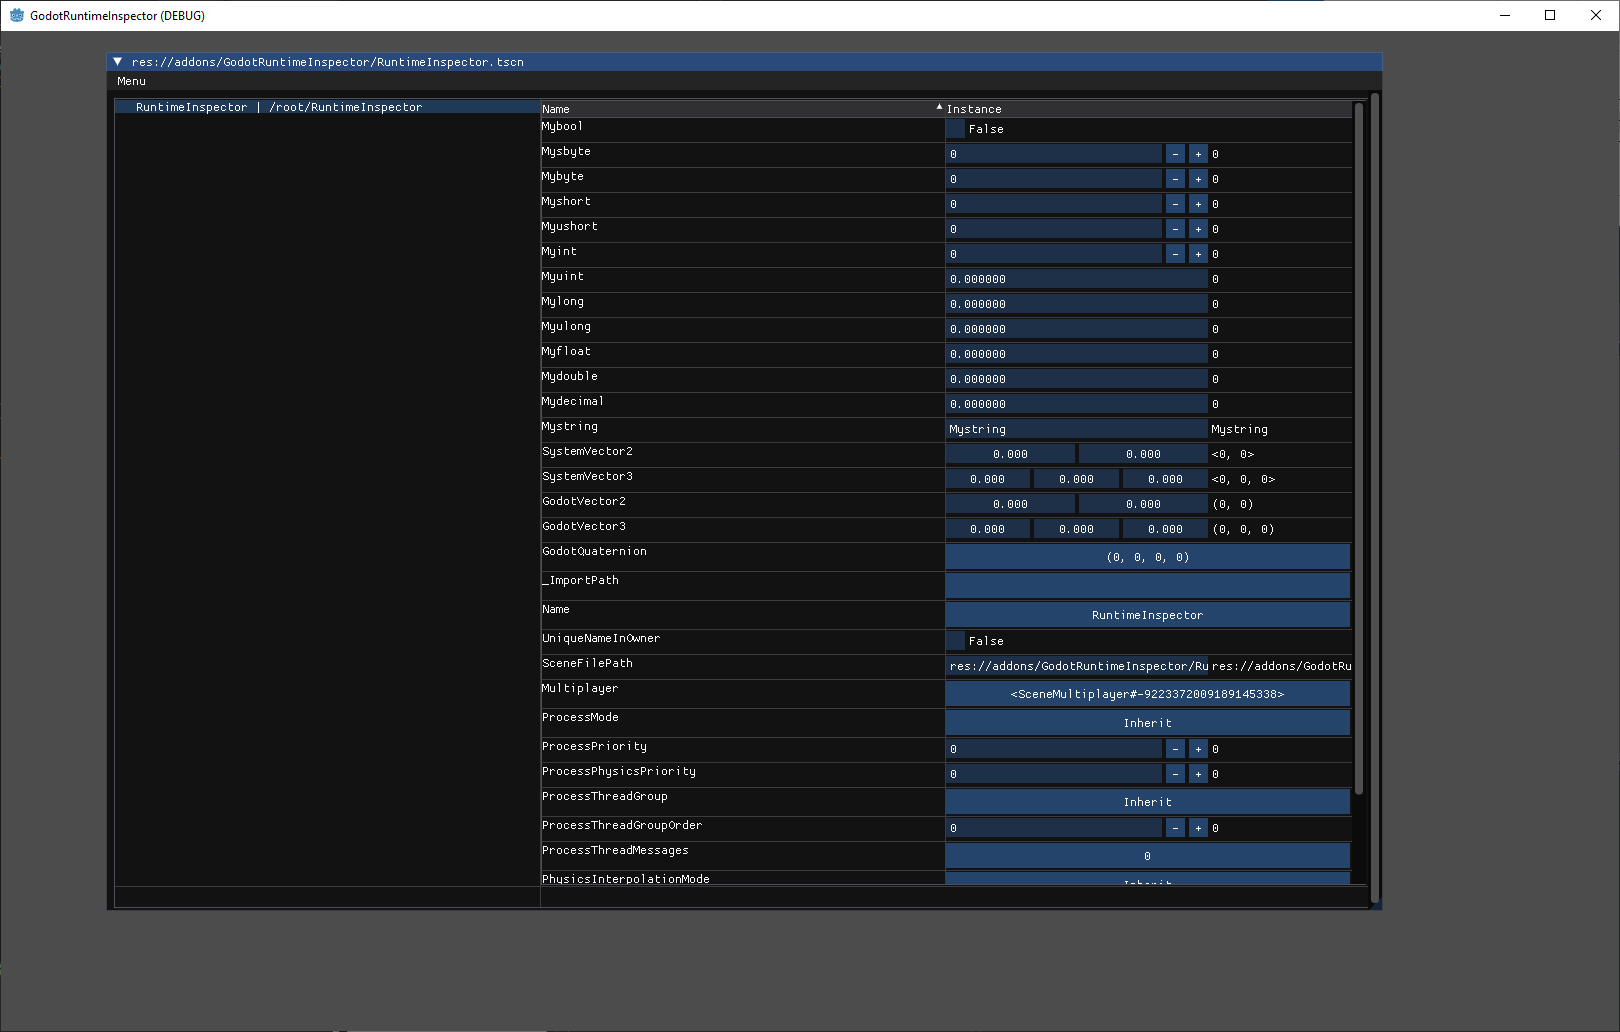 GodotRuntimeInspector (DEBUG)
res://addons/GodotRuntimeInspector/RuntimeInspector.tscn
Menu
RuntimeInspector | /root/RuntimeInspector
Name Instance
Mybool False
Mysbyte 0 - + 0
Mybyte 0 - + 0
Myshort 0 - + 0
Myushort 0 - + 0
Myint 0 - + 0
Myuint 0.000000 0
Mylong 0.000000 0
Myulong 0.000000 0
Myfloat 0.000000 0
Mydouble 0.000000 0
Mydecimal 0.000000 0
Mystring Mystring Mystring
SystemVector2 0.000 0.000 <0, 0>
SystemVector3 0.000 0.000 0.000 <0, 0, 0>
GodotVector2 0.000 0.000 (0, 0)
GodotVector3 0.000 0.000 0.000 (0, 0, 0)
GodotQuaternion (0, 0, 0, 0)
_ImportPath
Name RuntimeInspector
UniqueNameInOwner False
SceneFilePath res://addons/GodotRuntimeInspector/Ru res://addons/GodotRu
Multiplayer <SceneMultiplayer#-9223372009189145338>
ProcessMode Inherit
ProcessPriority 0 - + 0
ProcessPhysicsPriority 0 - + 0
ProcessThreadGroup Inherit
ProcessThreadGroupOrder 0 - + 0
ProcessThreadMessages 0
PhysicsInterpolationMode Inherit